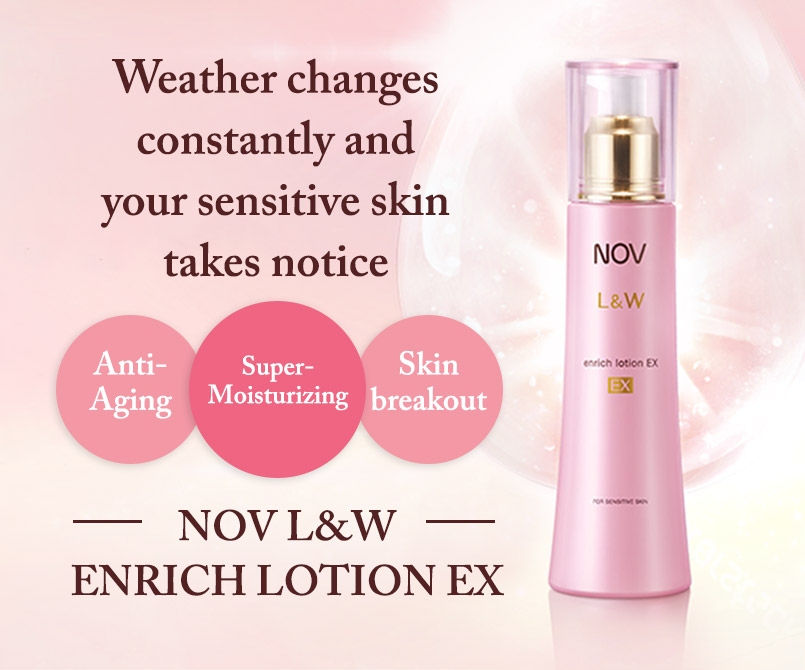 Weather changes
constantly and
your sensitive skin
takes notice
Anti-
Aging
Super-
Moisturizing
Skin
breakout
NOV L&W
ENRICH LOTION EX
NOV
L&W
enrich lotion EX
EX
FOR SENSITIVE SKIN